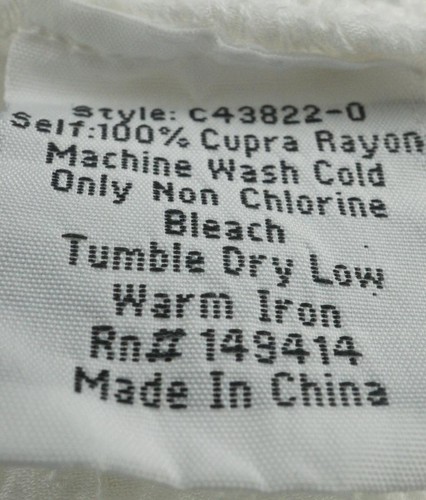 Style: C43822-0
Self:100% Cupra Rayon
Machine Wash Cold
Only Non Chlorine
Bleach
Tumble Dry Low
Warm Iron
Rn# 149414
Made In China